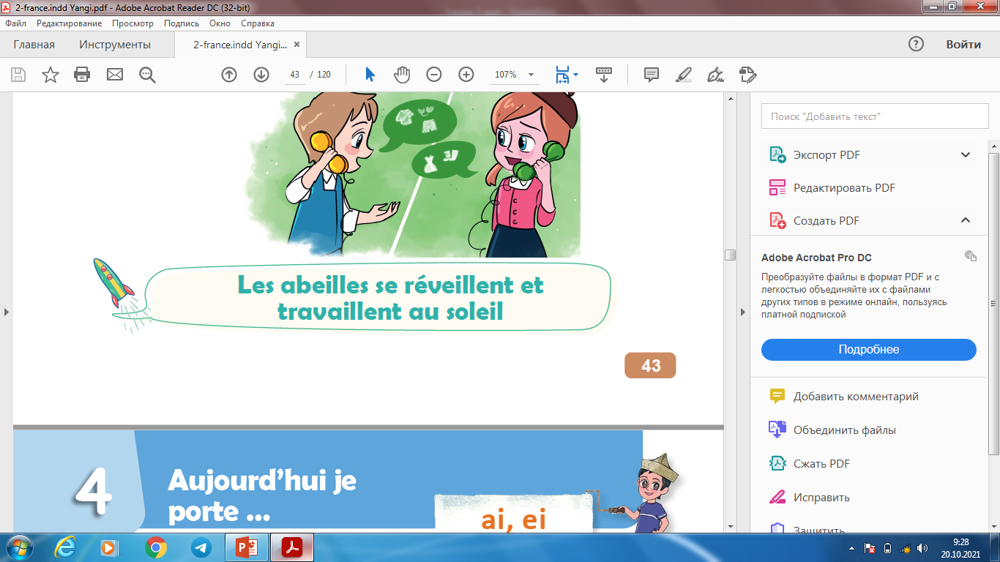 2-france.indd Yangi.pdf - Adobe Acrobat Reader DC (32-bit)
Файл Редактирование Просмотр Подпись Окно Справка
Главная Инструменты 2-france.indd Yangi... ×
? Войти
43 / 120 107%
Les abeilles se réveillent et
travaillent au soleil
43
4
Aujourd’hui je
porte ...
ai, ei
Поиск "Добавить текст"
Экспорт PDF
Редактировать PDF
Создать PDF
Adobe Acrobat Pro DC
Преобразуйте файлы в формат PDF и с
легкостью объединяйте их с файлами
других типов в режиме онлайн, пользуясь
платной подпиской
Подробнее
Добавить комментарий
Объединить файлы
Сжать PDF
Исправить
Защитить
9:28
20.10.2021